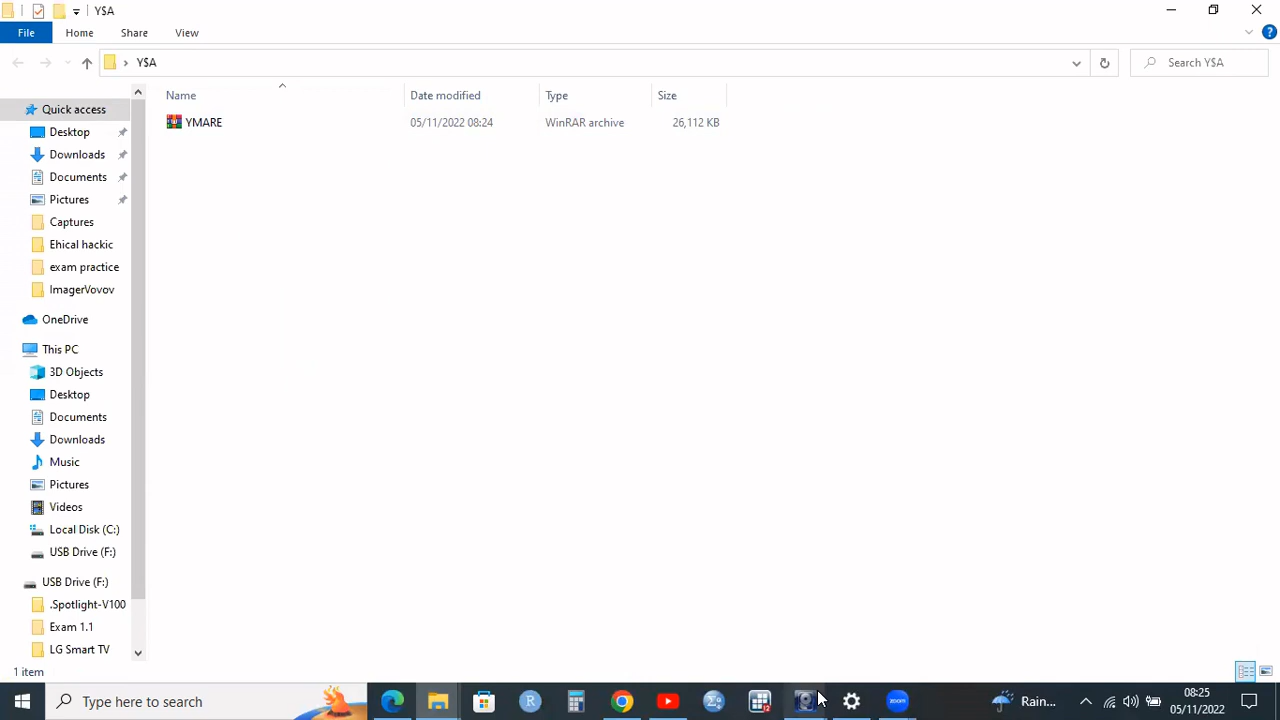 Y$A
File Home Share View
Y$A
Search Y$A
Name Date modified Type Size
YMARE 05/11/2022 08:24 WinRAR archive 26,112 KB
Quick access
Desktop
Downloads
Documents
Pictures
Captures
Ehical hackic
exam practice
ImagerVovov
OneDrive
This PC
3D Objects
Desktop
Documents
Downloads
Music
Pictures
Videos
Local Disk (C:)
USB Drive (F:)
USB Drive (F:)
.Spotlight-V100
Exam 1.1
LG Smart TV
1 item
Type here to search
R
zoom
Rain...
08:25
05/11/2022